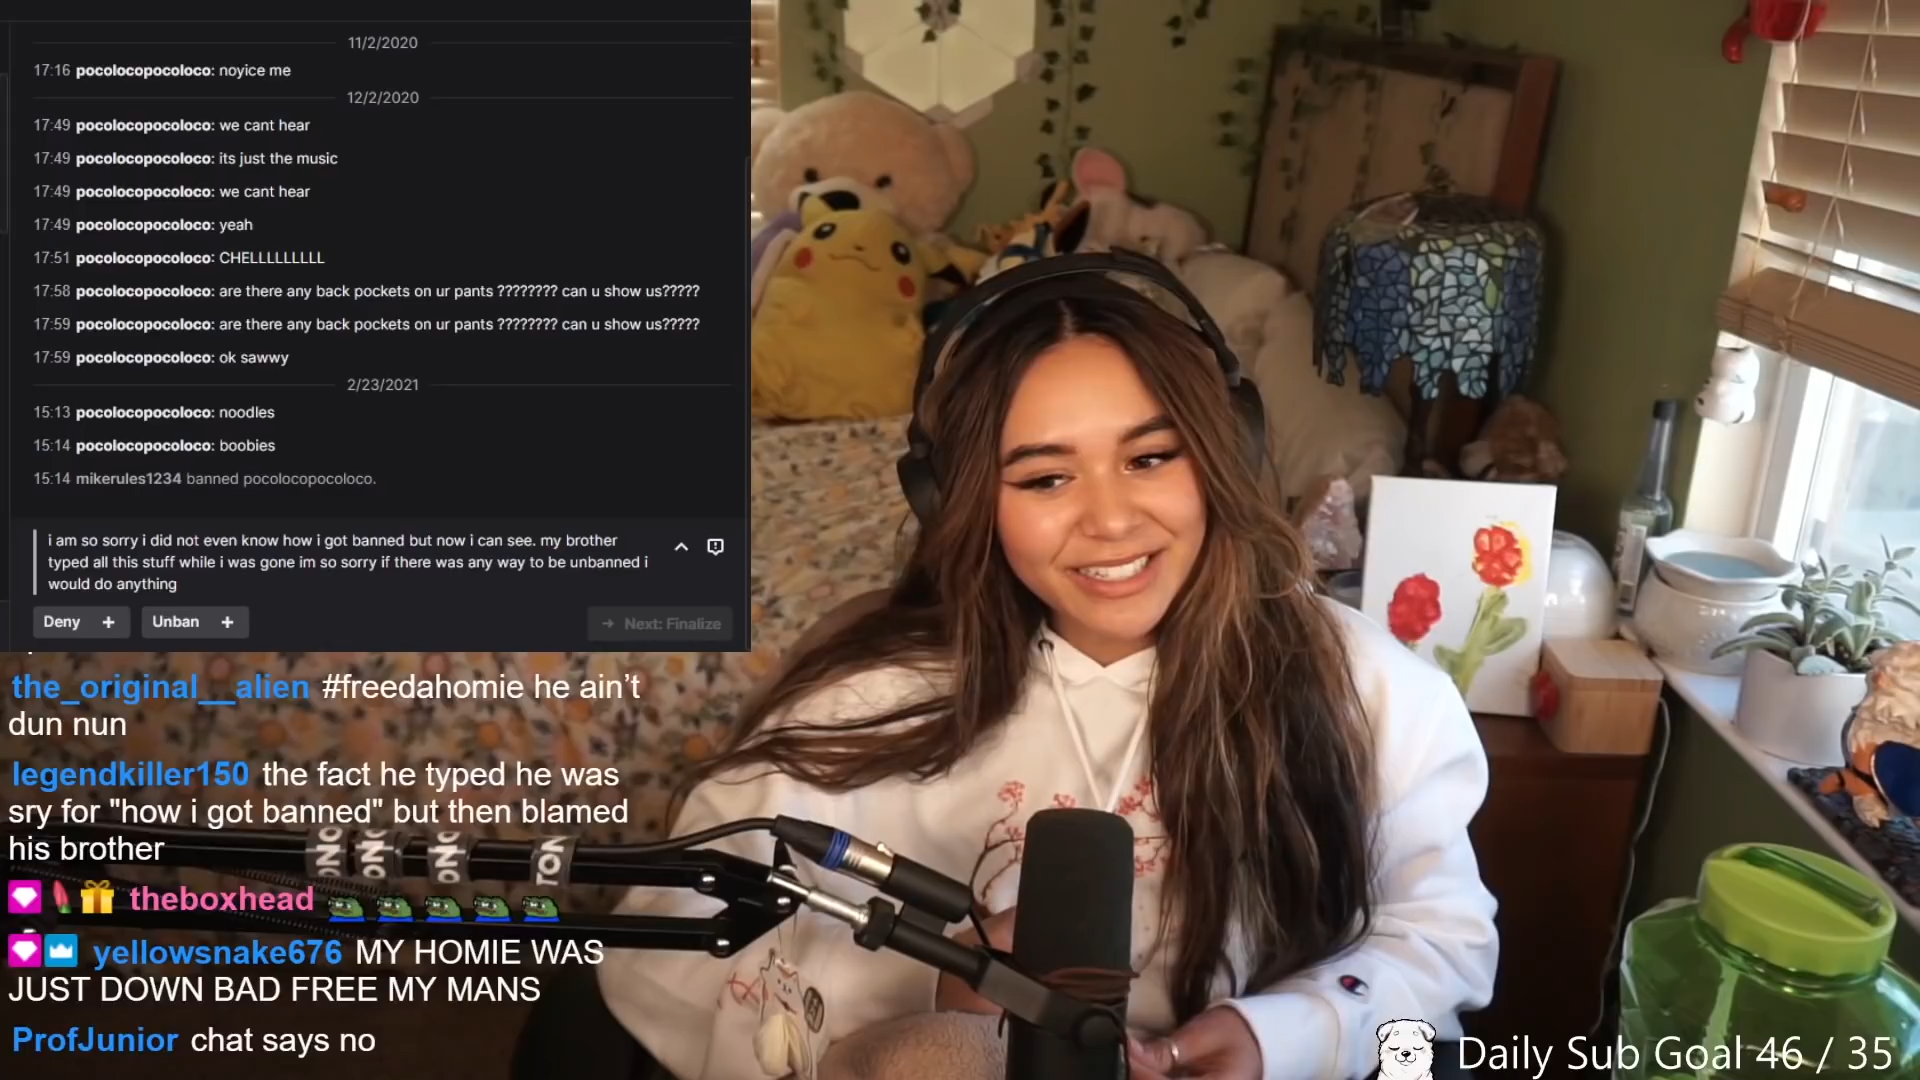 11/2/2020
17:16 pocolocopocoloco: noyice me
12/2/2020
17:49 pocolocopocoloco: we cant hear
17:49 pocolocopocoloco: its just the music
17:49 pocolocopocoloco: we cant hear
17:49 pocolocopocoloco: yeah
17:51 pocolocopocoloco: CHELLLLLLLLL
17:58 pocolocopocoloco: are there any back pockets on ur pants ???????? can u show us?????
17:59 pocolocopocoloco: are there any back pockets on ur pants ???????? can u show us?????
17:59 pocolocopocoloco: ok sawwy
2/23/2021
15:13 pocolocopocoloco: noodles
15:14 pocolocopocoloco: boobies
15:14 mikerules1234 banned pocolocopocoloco.
i am so sorry i did not even know how i got banned but now i can see. my brother
typed all this stuff while i was gone im so sorry if there was any way to be unbanned i
would do anything
Deny +
Unban +
→ Next: Finalize
the_original__alien #freedahomie he ain’t
dun nun
legendkiller150 the fact he typed he was
sry for "how i got banned" but then blamed
his brother
theboxhead
yellowsnake676 MY HOMIE WAS
JUST DOWN BAD FREE MY MANS
ProfJunior chat says no
Daily Sub Goal 46 / 35